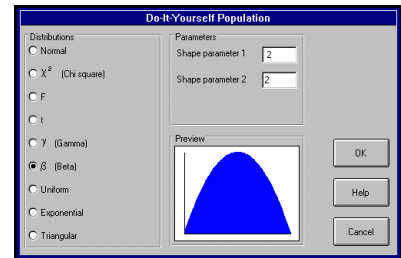 Do-It-Yourself Population
Distributions
Normal
χ² (Chi square)
F
t
γ (Gamma)
β (Beta)
Uniform
Exponential
Triangular
Parameters
Shape parameter 1 2
Shape parameter 2 2
Preview
OK
Help
Cancel